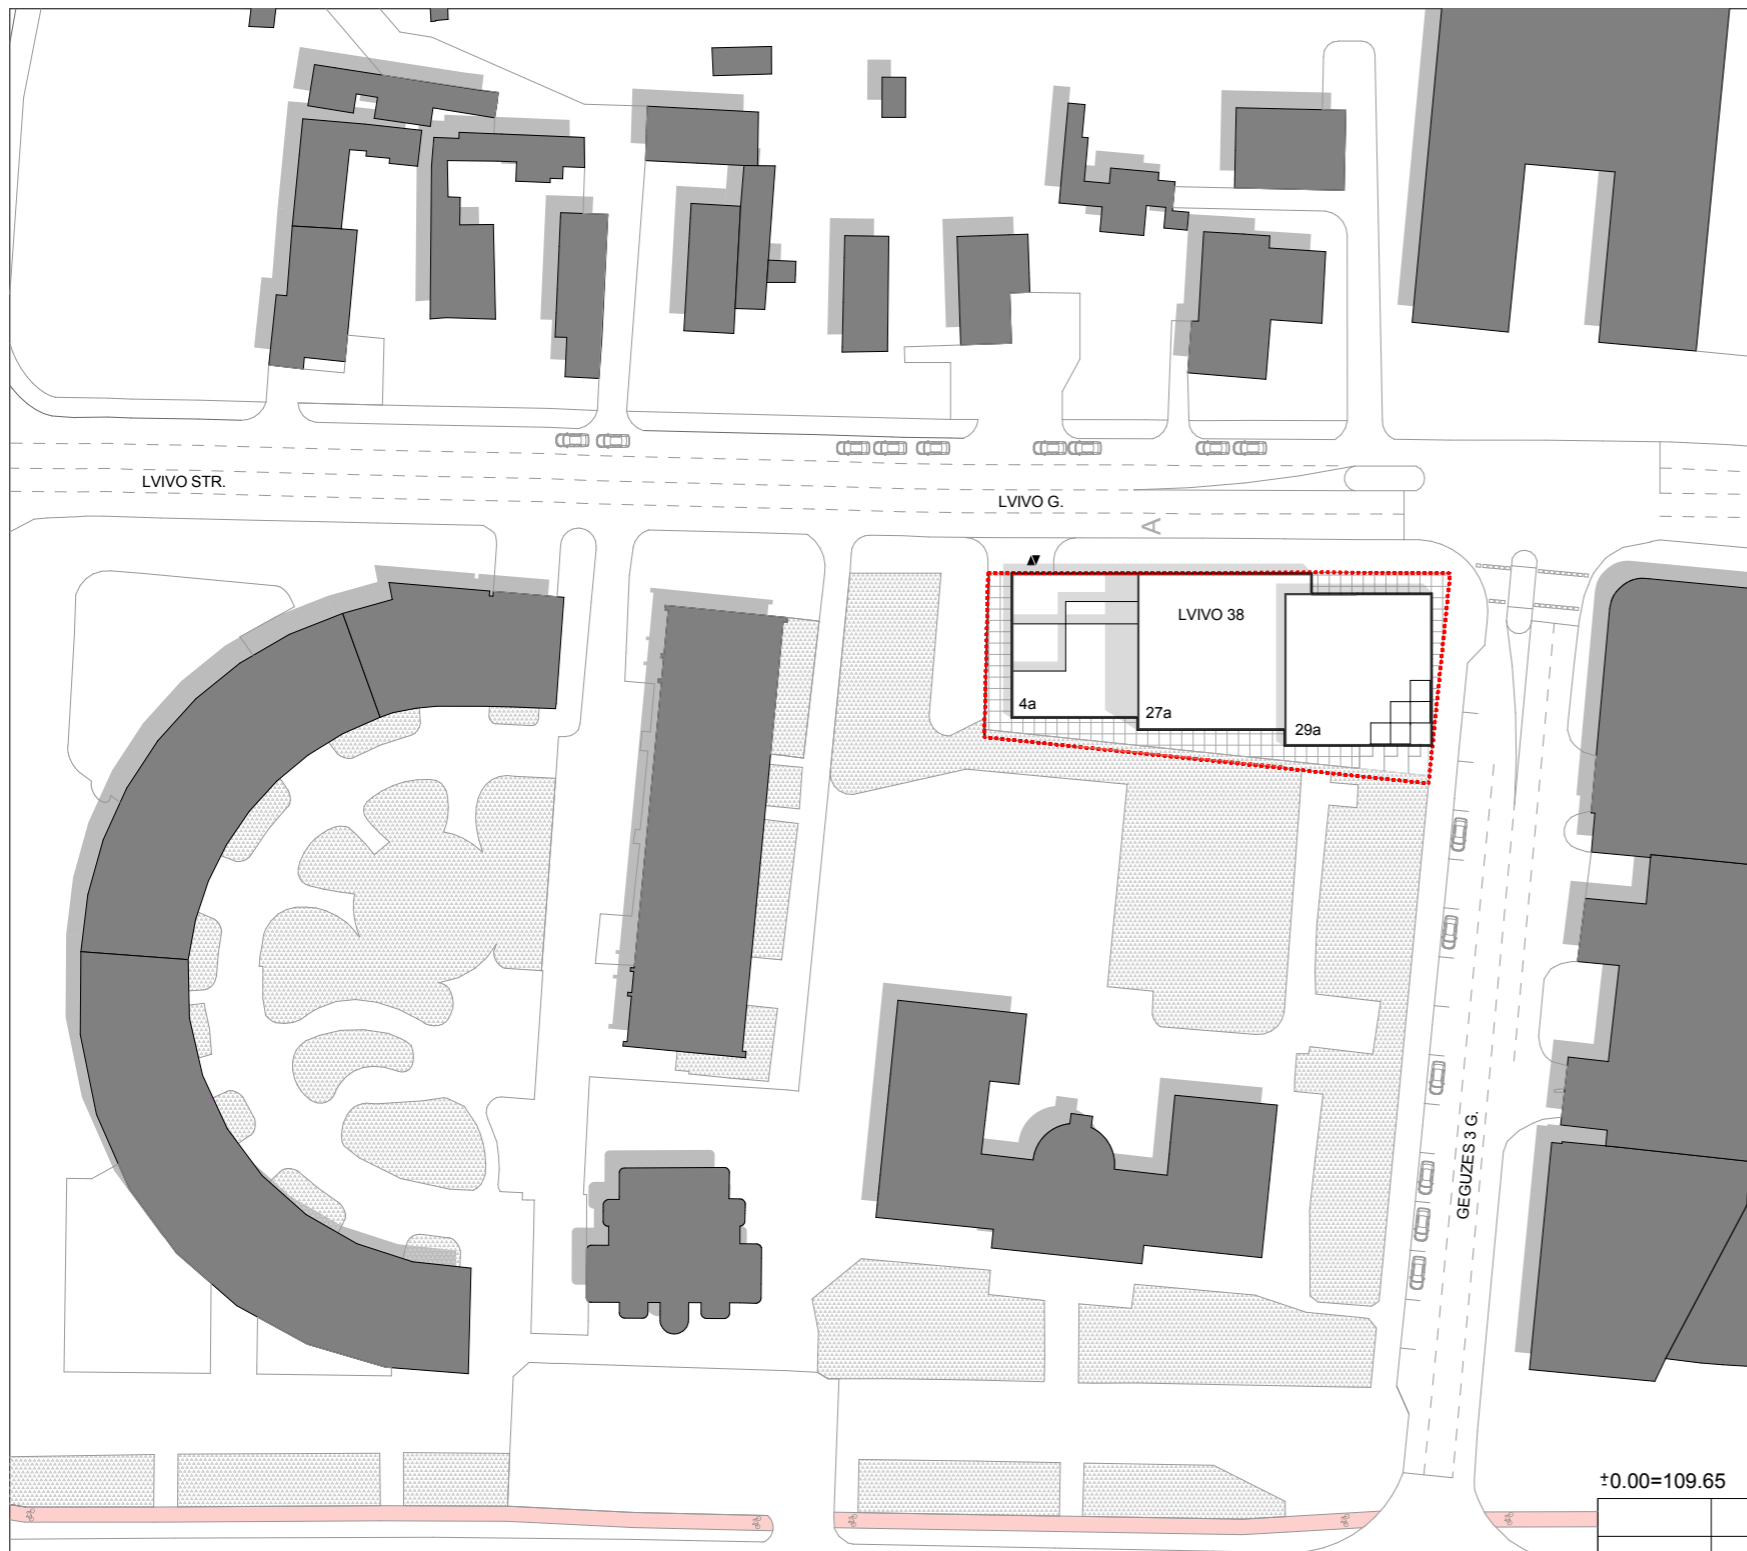 LVIVO STR.
LVIVO G.
A
LVIVO 38
4a
27a
29a
GEGUZES 3 G.
±0.00=109.65